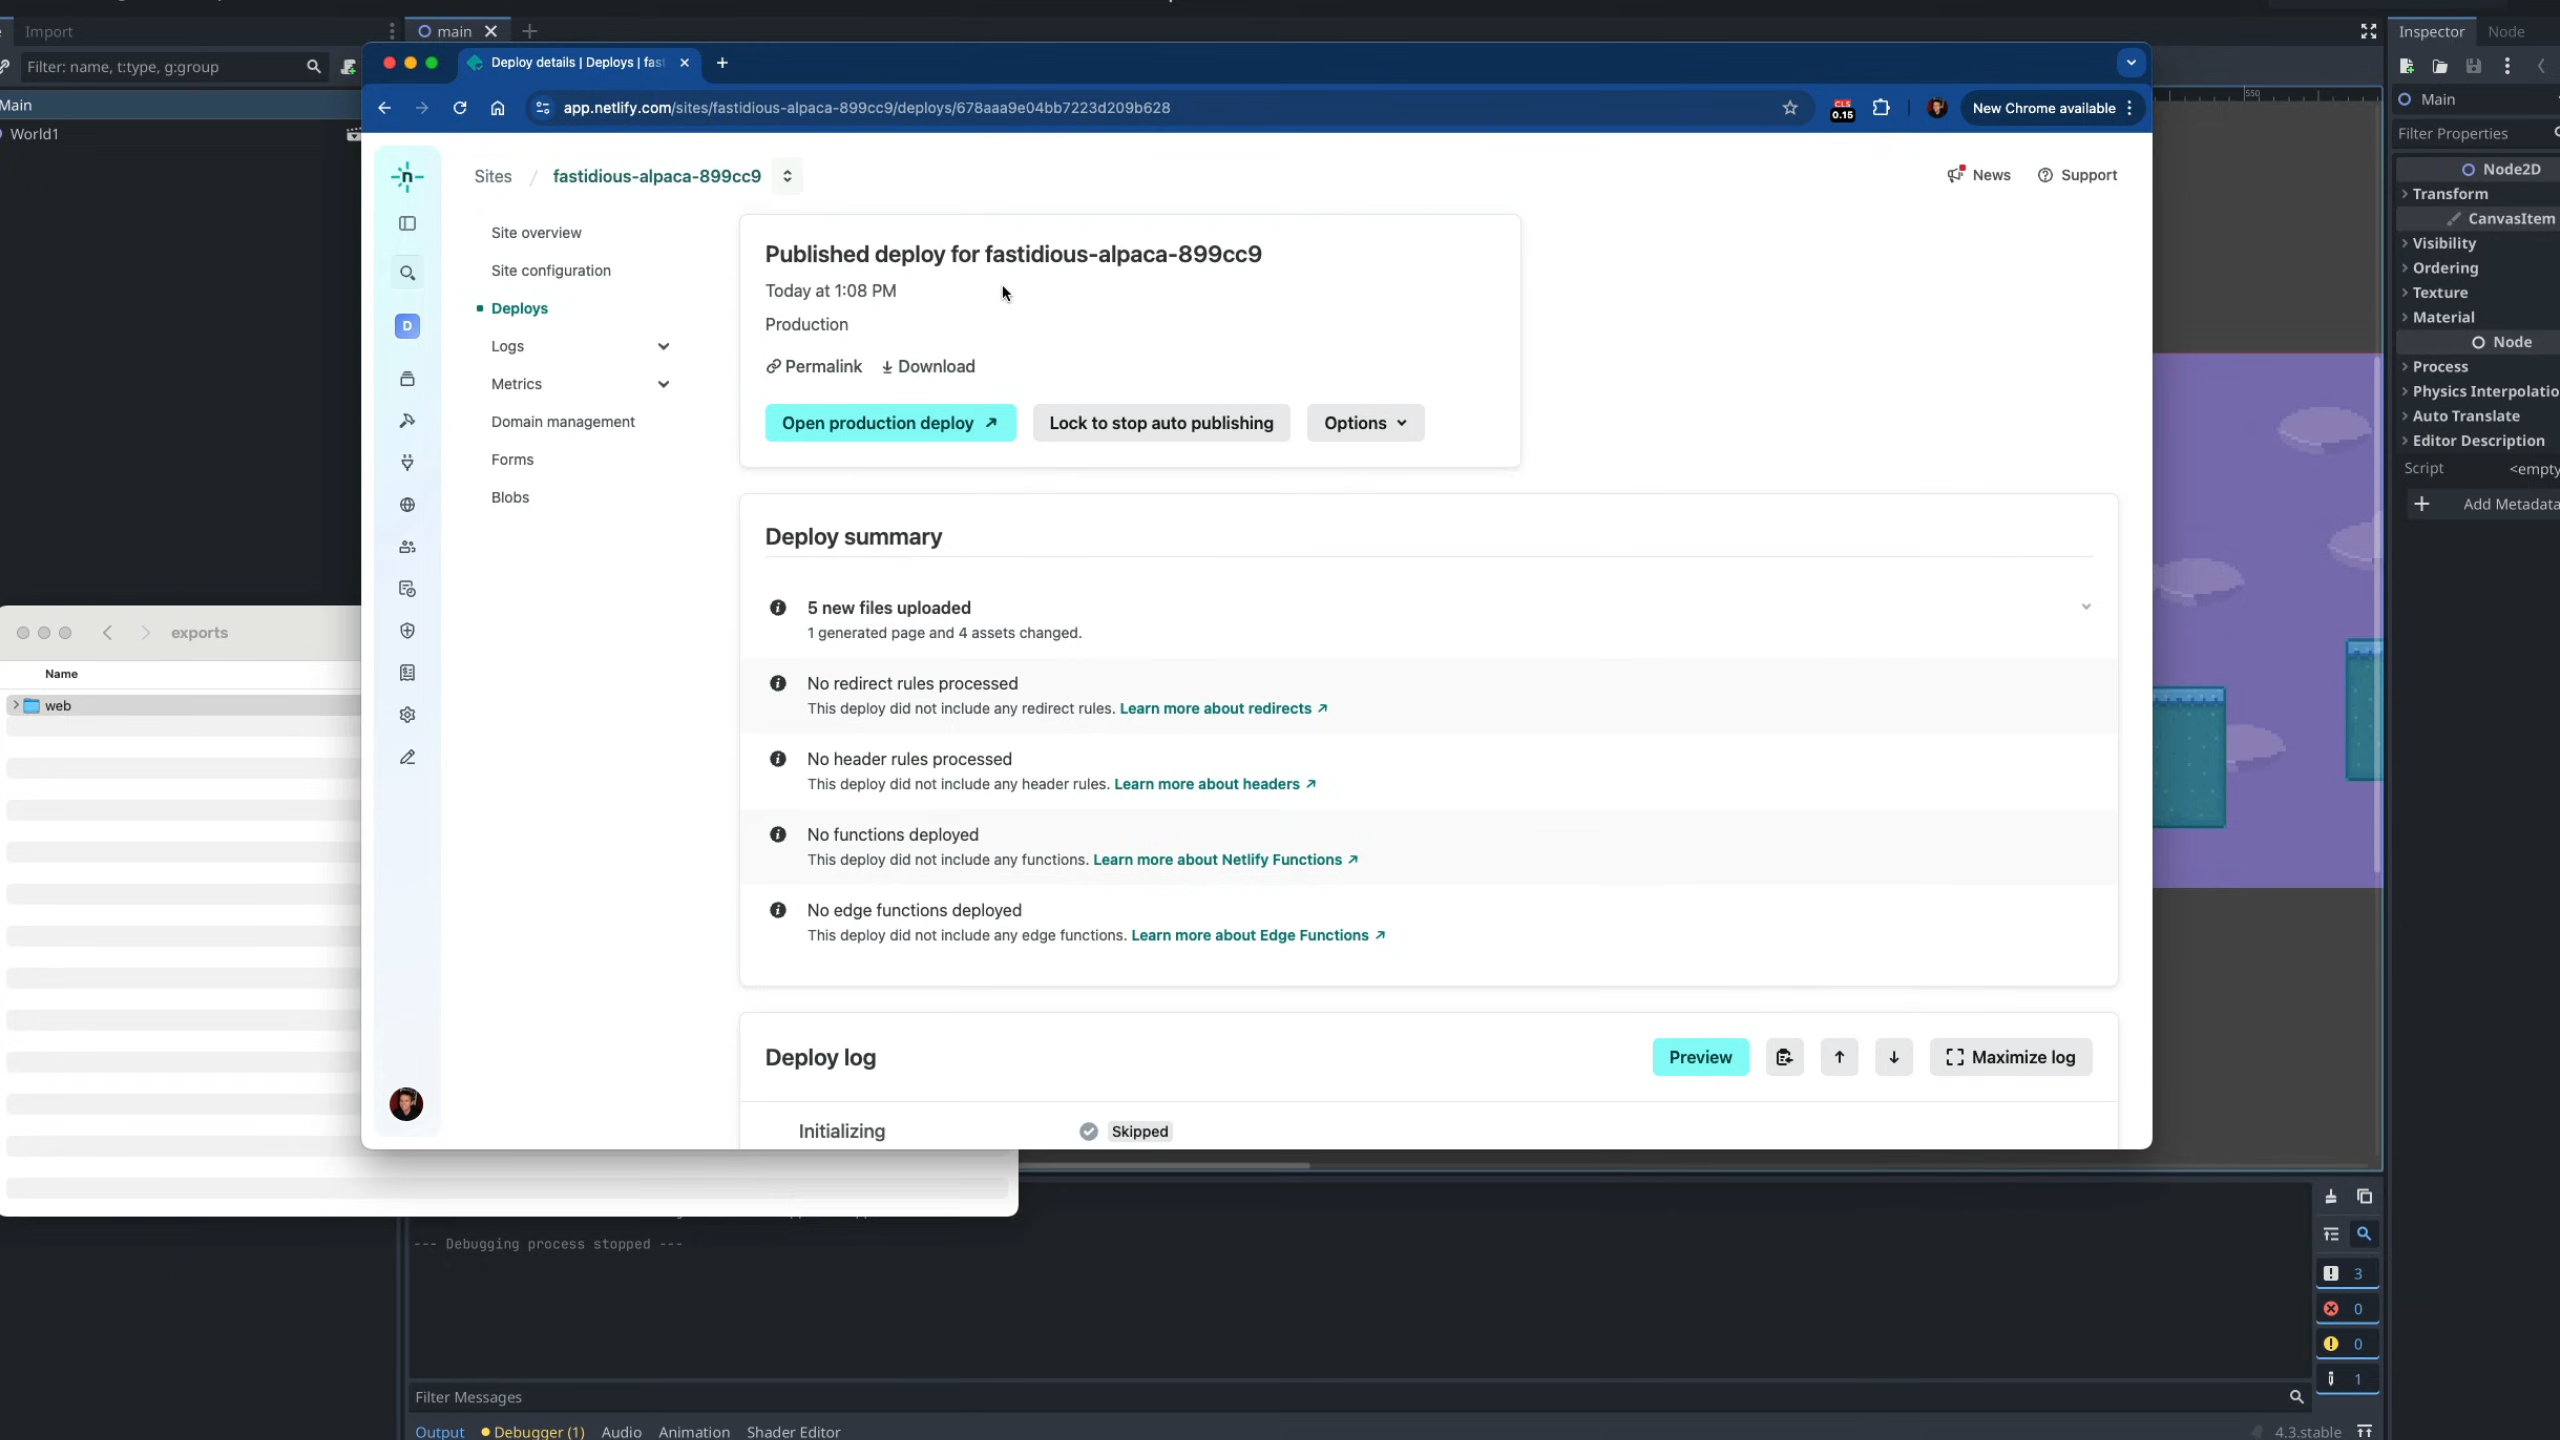 Import
main
Filter: name, t:type, g:group
Main
World1
Deploy details | Deploys | fas
app.netlify.com/sites/fastidious-alpaca-899cc9/deploys/678aaa9e04bb7223d209b628
CLS
0.15
New Chrome available
n
D
Sites / fastidious-alpaca-899cc9
News
Support
Site overview
Site configuration
Deploys
Logs
Metrics
Domain management
Forms
Blobs
Published deploy for fastidious-alpaca-899cc9
Today at 1:08 PM
Production
Permalink
Download
Open production deploy
Lock to stop auto publishing
Options
Deploy summary
5 new files uploaded
1 generated page and 4 assets changed.
No redirect rules processed
This deploy did not include any redirect rules. Learn more about redirects
No header rules processed
This deploy did not include any header rules. Learn more about headers
No functions deployed
This deploy did not include any functions. Learn more about Netlify Functions
No edge functions deployed
This deploy did not include any edge functions. Learn more about Edge Functions
Deploy log
Preview
Maximize log
Initializing
Skipped
exports
Name
web
550
Inspector
Node
Main
Filter Properties
Node2D
Transform
CanvasItem
Visibility
Ordering
Texture
Material
Node
Process
Physics Interpolatio
Auto Translate
Editor Description
Script
<empty
Add Metadata
--- Debugging process stopped ---
3
0
0
1
Filter Messages
Output
Debugger (1)
Audio
Animation
Shader Editor
4.3.stable